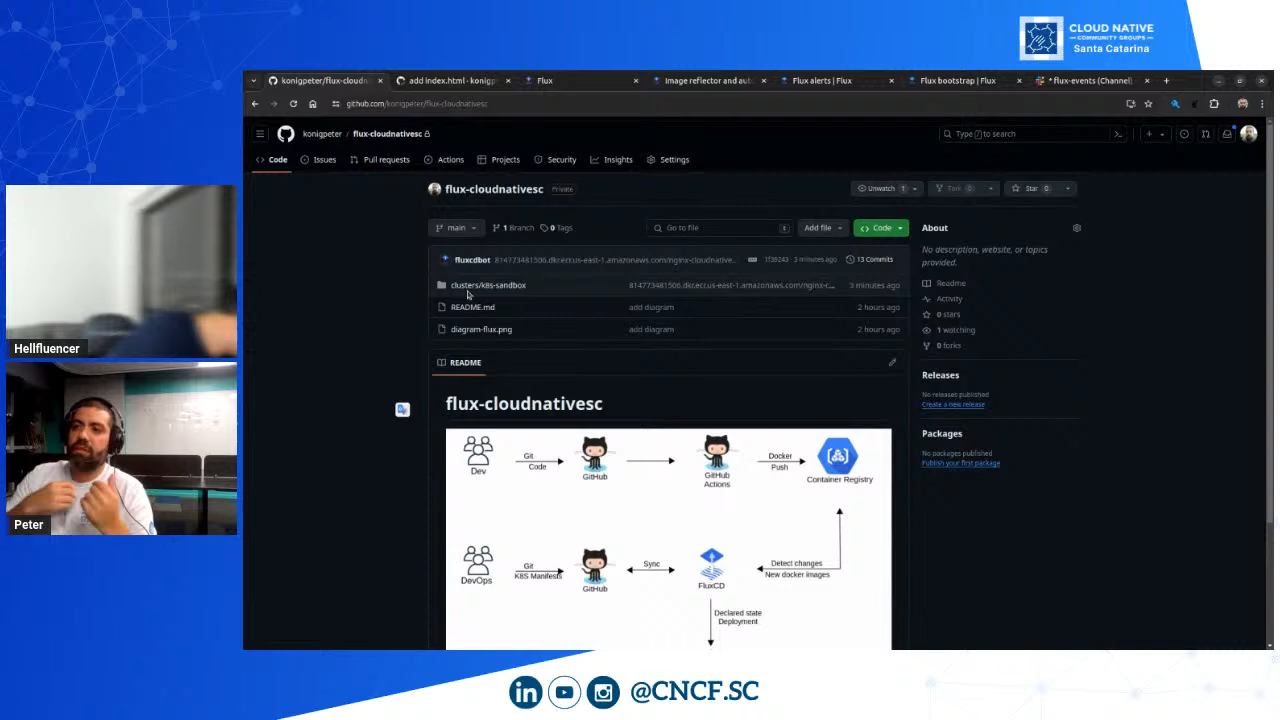 CLOUD NATIVE
COMMUNITY GROUPS
Santa Catarina
add index.html - konigp
Flux
Image reflector and aut
Flux alerts | Flux
Flux bootstrap | Flux
* flux-events (Channel)
github.com/konigpeter/flux-cloudnativesc
konigpeter / flux-cloudnativesc
Type / to search
Code Issues Pull requests Actions Projects Security Insights Settings
flux-cloudnativesc Private
Unwatch 1 Fork 0 Star 0
main 1 Branch 0 Tags Go to file t Add file Code
fluxcdbot 3 minutes ago 13 Commits
clusters/k8s-sandbox 3 minutes ago
README.md add diagram 2 hours ago
diagram-flux.png add diagram 2 hours ago
About
No description, website, or topics
provided.
Readme
Activity
0 stars
1 watching
0 forks
Releases
No releases published
Create a new release
Packages
No packages published
Publish your first package
README
flux-cloudnativesc
Dev
Git
Code
GitHub
GitHub
Actions
Docker
Push
Container Registry
DevOps
Git
K8S Manifests
GitHub
Sync
FluxCD
Detect changes
New docker images
Declared state
Deployment
Hellfluencer
Peter
@CNCF.SC